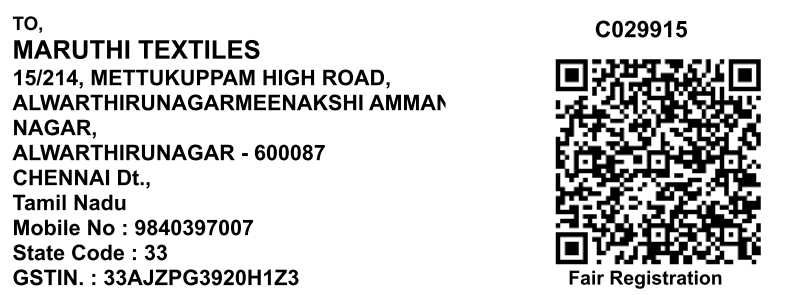 TO,
MARUTHI TEXTILES
15/214, METTUKUPPAM HIGH ROAD,
ALWARTHIRUNAGARMEENAKSHI AMMAN
NAGAR,
ALWARTHIRUNAGAR - 600087
CHENNAI Dt.,
Tamil Nadu
Mobile No : 9840397007
State Code : 33
GSTIN. : 33AJZPG3920H1Z3
C029915
Fair Registration